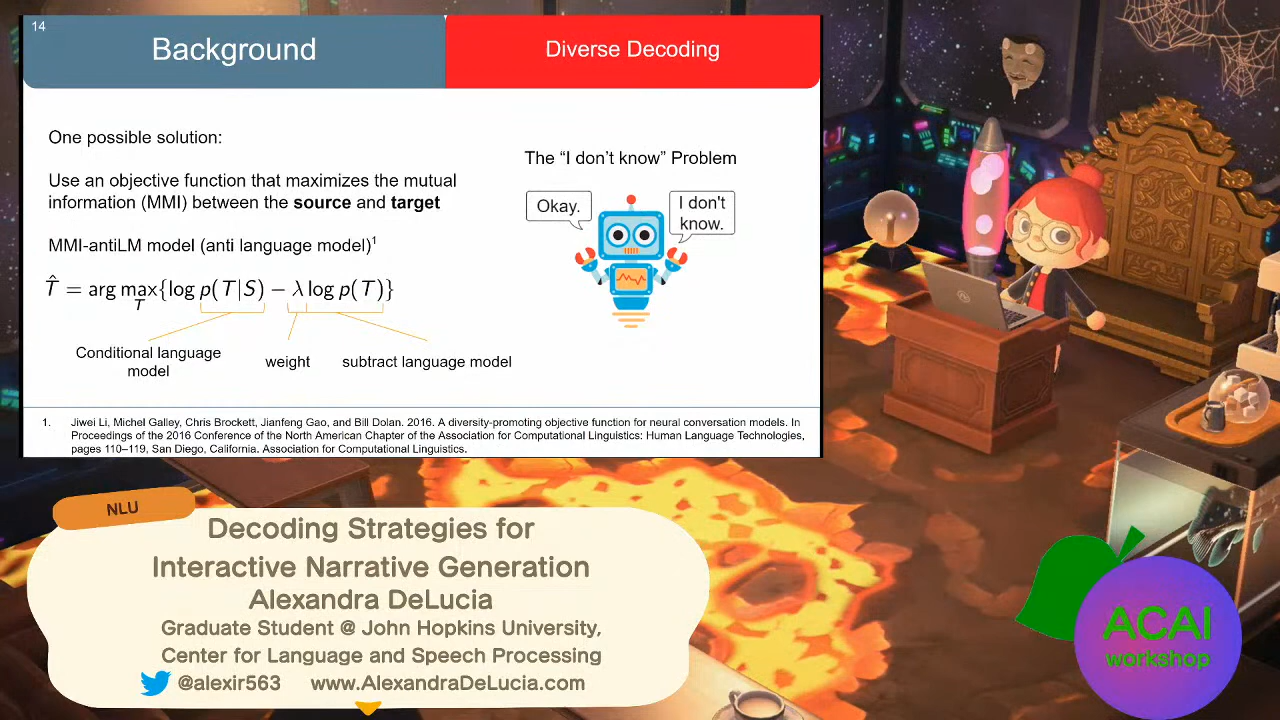 14
Background
Diverse Decoding
One possible solution:
Use an objective function that maximizes the mutual
information (MMI) between the source and target
MMI-antiLM model (anti language model)¹
T̂ = arg max{log p(T|S) − λ log p(T)}
T
Conditional language
model
weight
subtract language model
The “I don’t know” Problem
Okay.
I don't
know.
1. Jiwei Li, Michel Galley, Chris Brockett, Jianfeng Gao, and Bill Dolan. 2016. A diversity-promoting objective function for neural conversation models. In
Proceedings of the 2016 Conference of the North American Chapter of the Association for Computational Linguistics: Human Language Technologies,
pages 110–119, San Diego, California. Association for Computational Linguistics.
NLU
Decoding Strategies for
Interactive Narrative Generation
Alexandra DeLucia
Graduate Student @ John Hopkins University,
Center for Language and Speech Processing
@alexir563 www.AlexandraDeLucia.com
ACAI
workshop